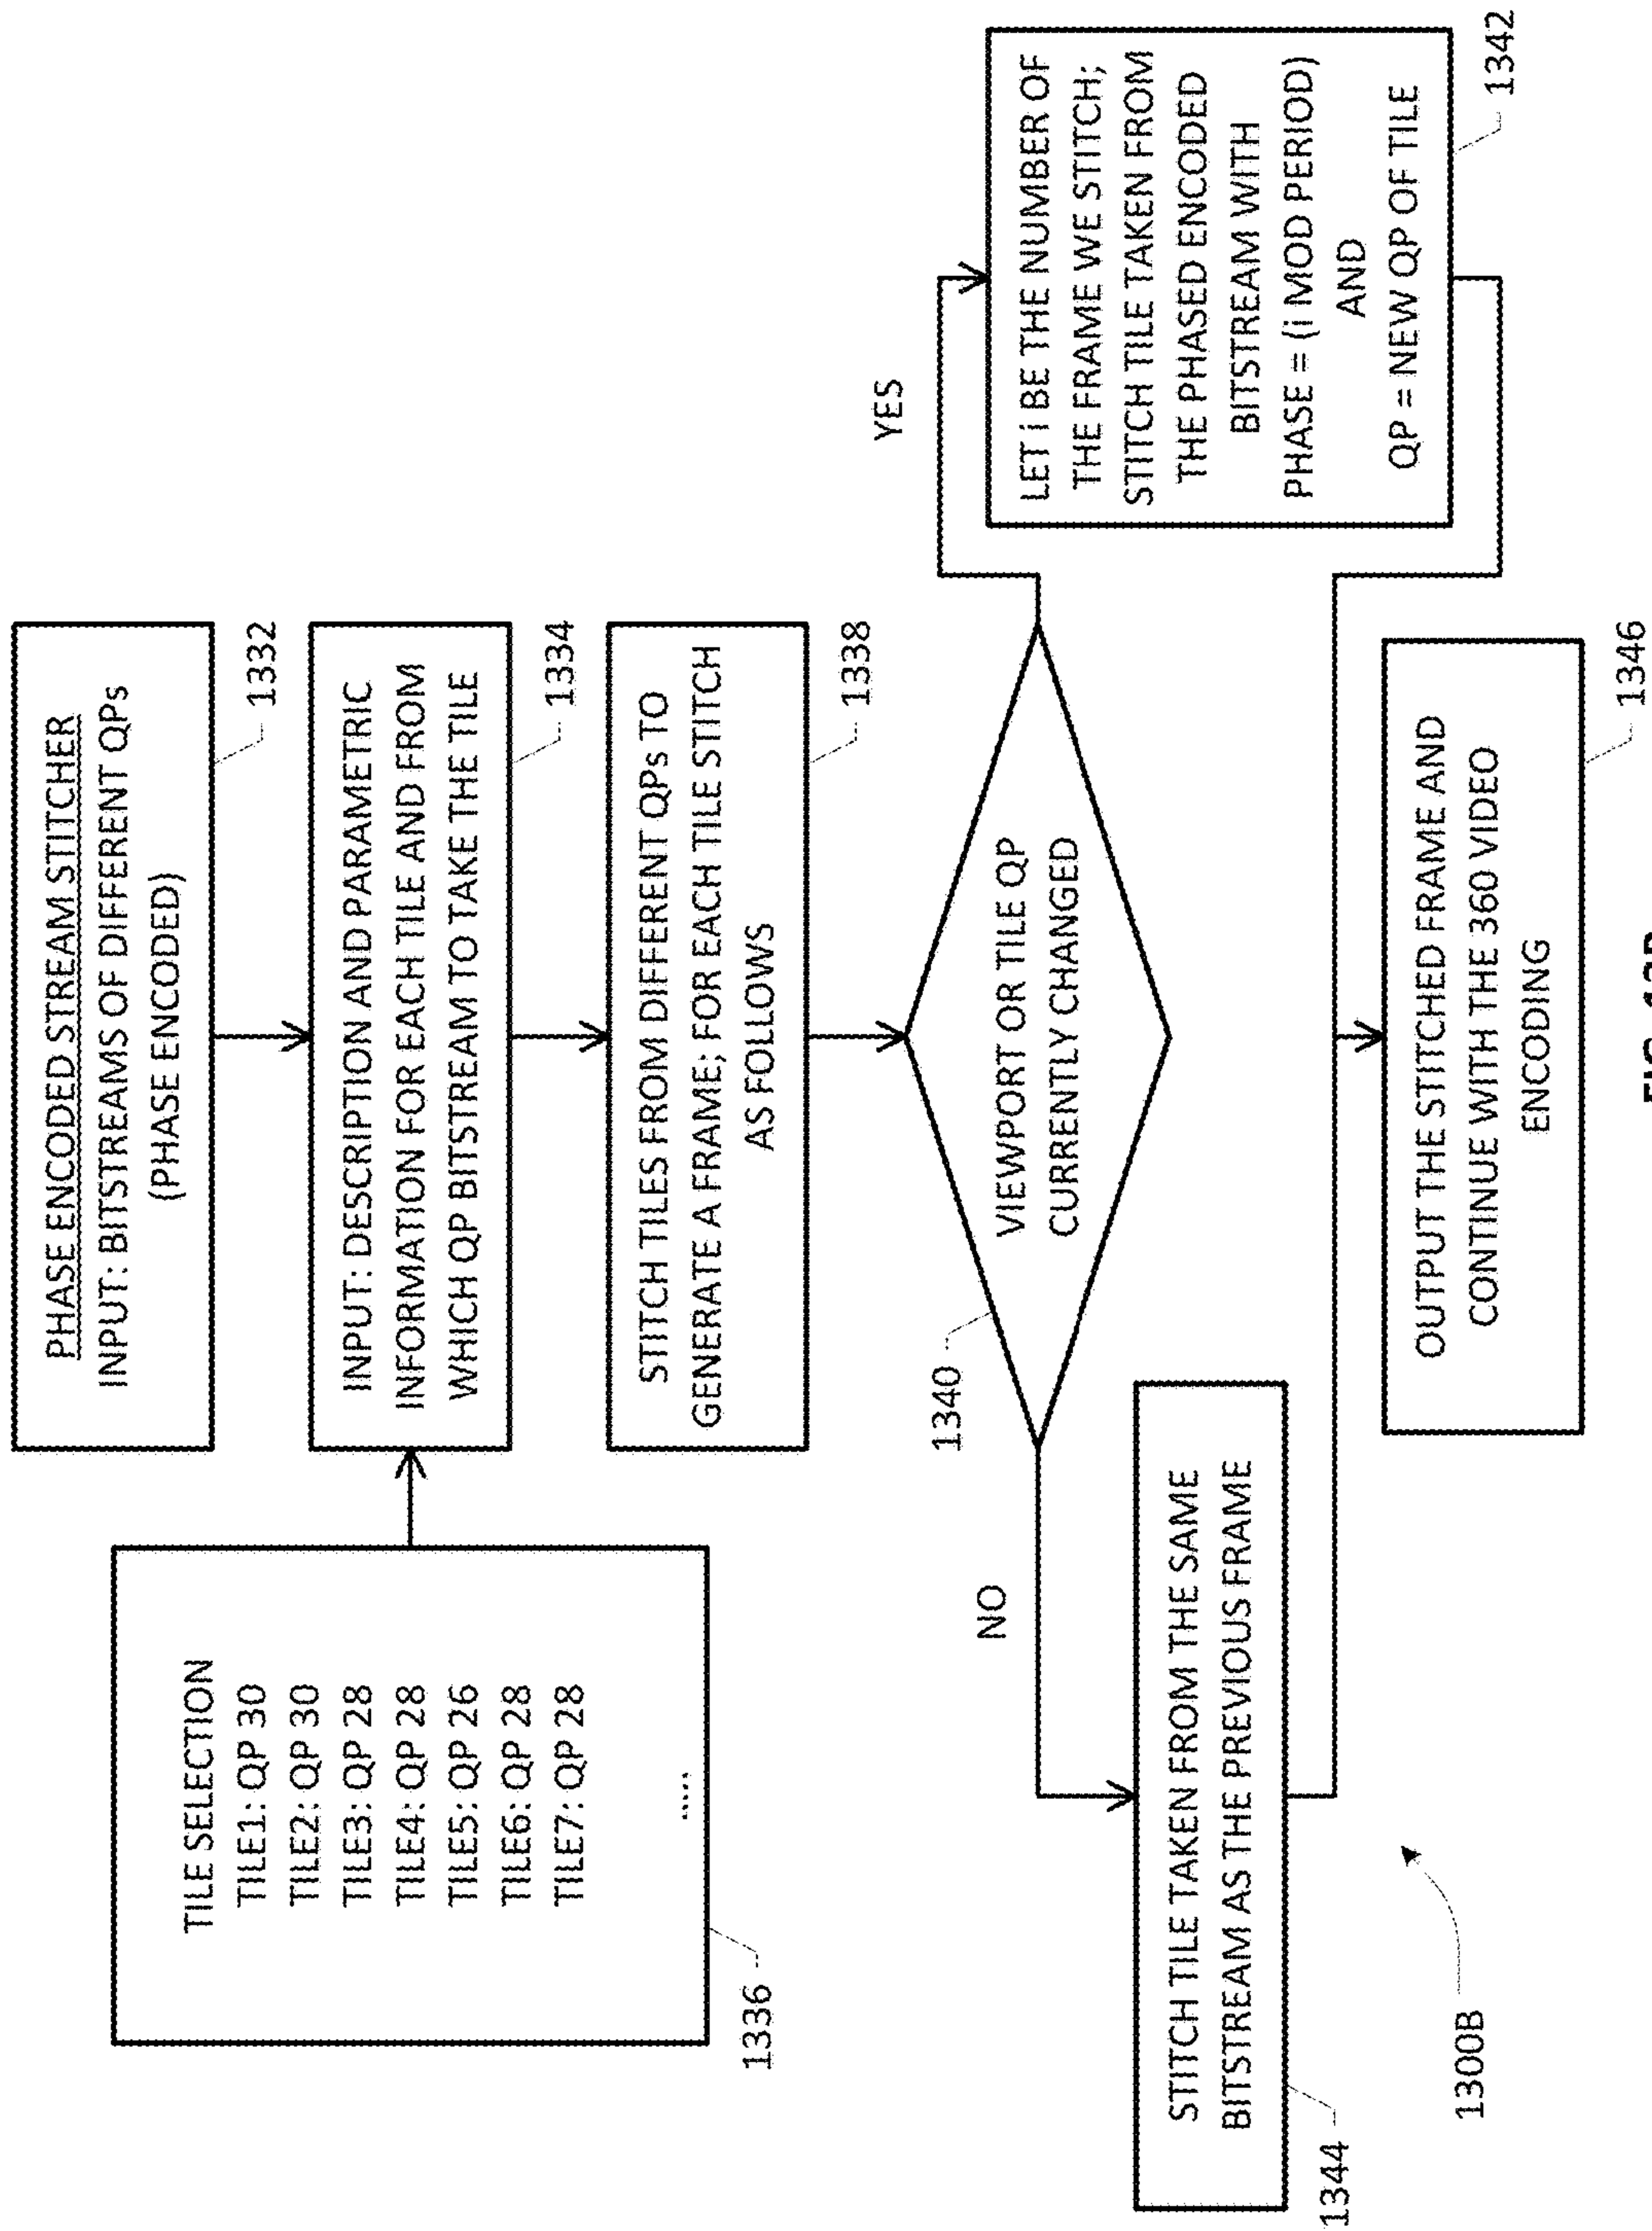 PHASE ENCODED STREAM STITCHER
INPUT: BITSTREAMS OF DIFFERENT QPs
(PHASE ENCODED)
1332
TILE SELECTION
TILE1: QP 30
TILE2: QP 30
TILE3: QP 28
TILE4: QP 28
TILE5: QP 26
TILE6: QP 28
TILE7: QP 28
....
1336
INPUT: DESCRIPTION AND PARAMETRIC
INFORMATION FOR EACH TILE AND FROM
WHICH QP BITSTREAM TO TAKE THE TILE
1334
STITCH TILES FROM DIFFERENT QPs TO
GENERATE A FRAME; FOR EACH TILE STITCH
AS FOLLOWS
1338
1340
VIEWPORT OR TILE QP
CURRENTLY CHANGED
NO
YES
STITCH TILE TAKEN FROM THE SAME
BITSTREAM AS THE PREVIOUS FRAME
1344
LET i BE THE NUMBER OF
THE FRAME WE STITCH;
STITCH TILE TAKEN FROM
THE PHASED ENCODED
BITSTREAM WITH
PHASE = (i MOD PERIOD)
AND
QP = NEW QP OF TILE
1342
OUTPUT THE STITCHED FRAME AND
CONTINUE WITH THE 360 VIDEO
ENCODING
1346
1300B